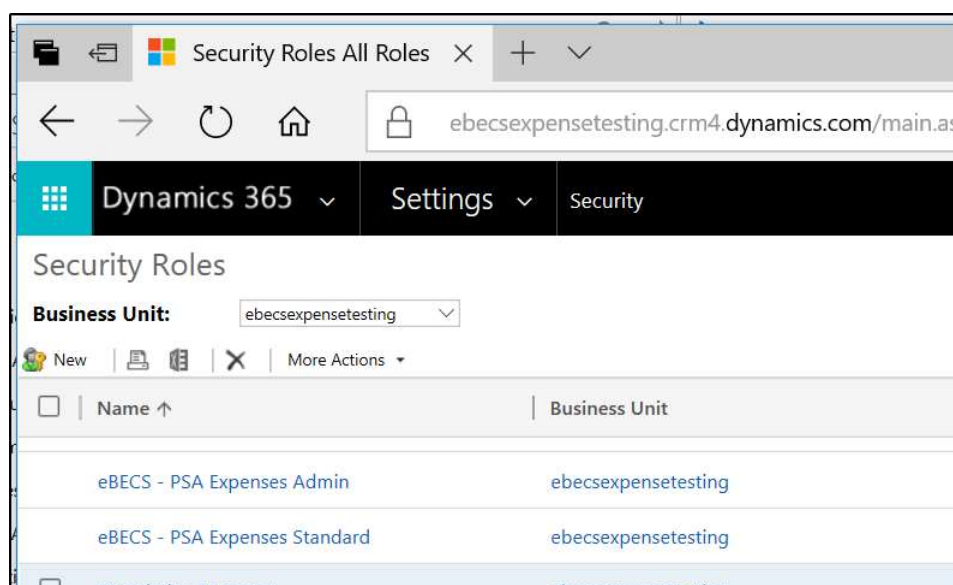 Security Roles All Roles
ebecsexpensetesting.crm4.dynamics.com/main.as
Dynamics 365 Settings Security
Security Roles
Business Unit: ebecsexpensetesting
New More Actions
Name Business Unit
eBECS - PSA Expenses Admin ebecsexpensetesting
eBECS - PSA Expenses Standard ebecsexpensetesting